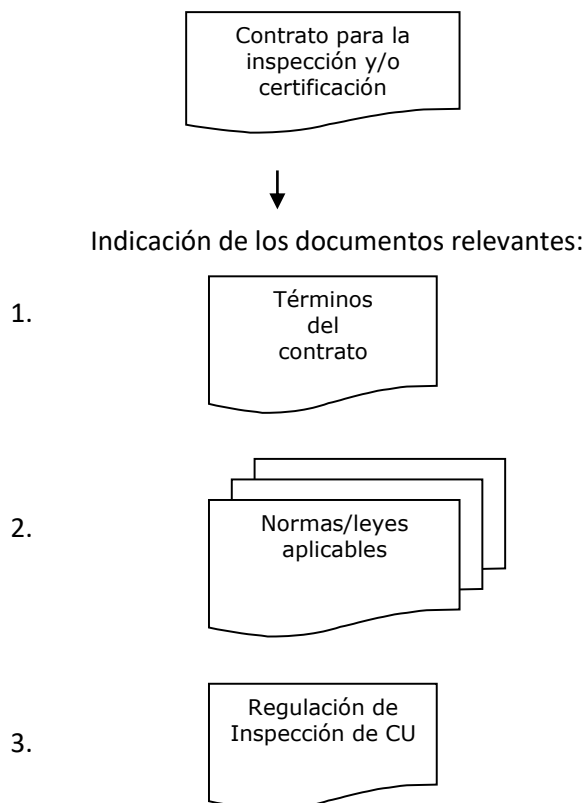 Contrato para la
inspección y/o
certificación
Indicación de los documentos relevantes:
1.
Términos
del
contrato
2.
Normas/leyes
aplicables
3.
Regulación de
Inspección de CU